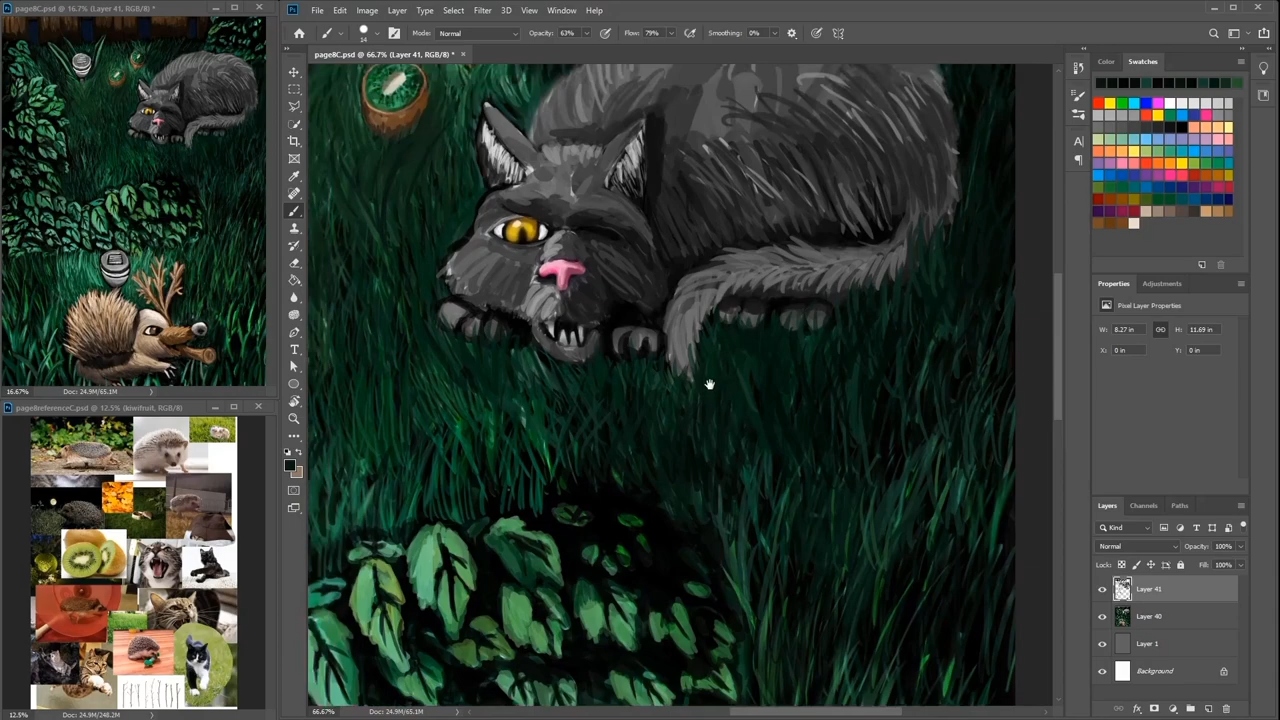 page8C.psd @ 16.7% (Layer 41, RGB/8) *
File Edit Image Layer Type Select Filter 3D View Window Help
14
Mode: Normal Opacity: 63% Flow: 79% Smoothing: 0%
page8C.psd @ 66.7% (Layer 41, RGB/8) *
Color Swatches
Properties Adjustments
Pixel Layer Properties
W: 8.27 in H: 11.69 in
X: 0 in Y: 0 in
16.67% Doc: 24.9M/65.1M
page8referenceC.psd @ 12.5% (kiwifruit, RGB/8)
Layers Channels Paths
Kind
Normal Opacity: 100%
Lock: Fill: 100%
Layer 41
Layer 40
Layer 1
Background
12.5% Doc: 24.9M/248.2M
66.67% Doc: 24.9M/65.1M